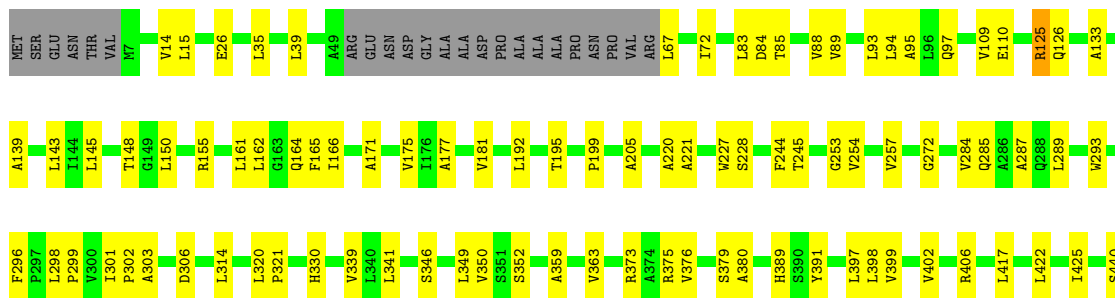 MET SER GLU ASN THR VAL M7 V14 L15 E26 L35 L39 A49 ARG GLU ASN ASP GLY ALA ALA ASP PRO ALA ALA ALA PRO ASN PRO VAL ARG L67 I72 L83 D84 T85 V88 V89 L93 L94 A95 L96 Q97 V109 E110 R125 Q126 A133
A139 L143 I144 L145 T148 G149 L150 R155 L161 L162 G163 Q164 F165 I166 A171 V175 I176 A177 V181 L192 T195 P199 A205 A220 A221 W227 S228 F244 T245 G253 V254 V257 G272 V284 Q285 A286 A287 Q288 L289 W293
F296 P297 L298 P299 V300 I301 P302 A303 D306 L314 L320 P321 H330 V339 L340 L341 S346 L349 V350 S351 S352 A359 V363 R373 A374 R375 V376 S379 A380 H389 S390 Y391 L397 L398 V399 V402 R406 L417 L422 I425